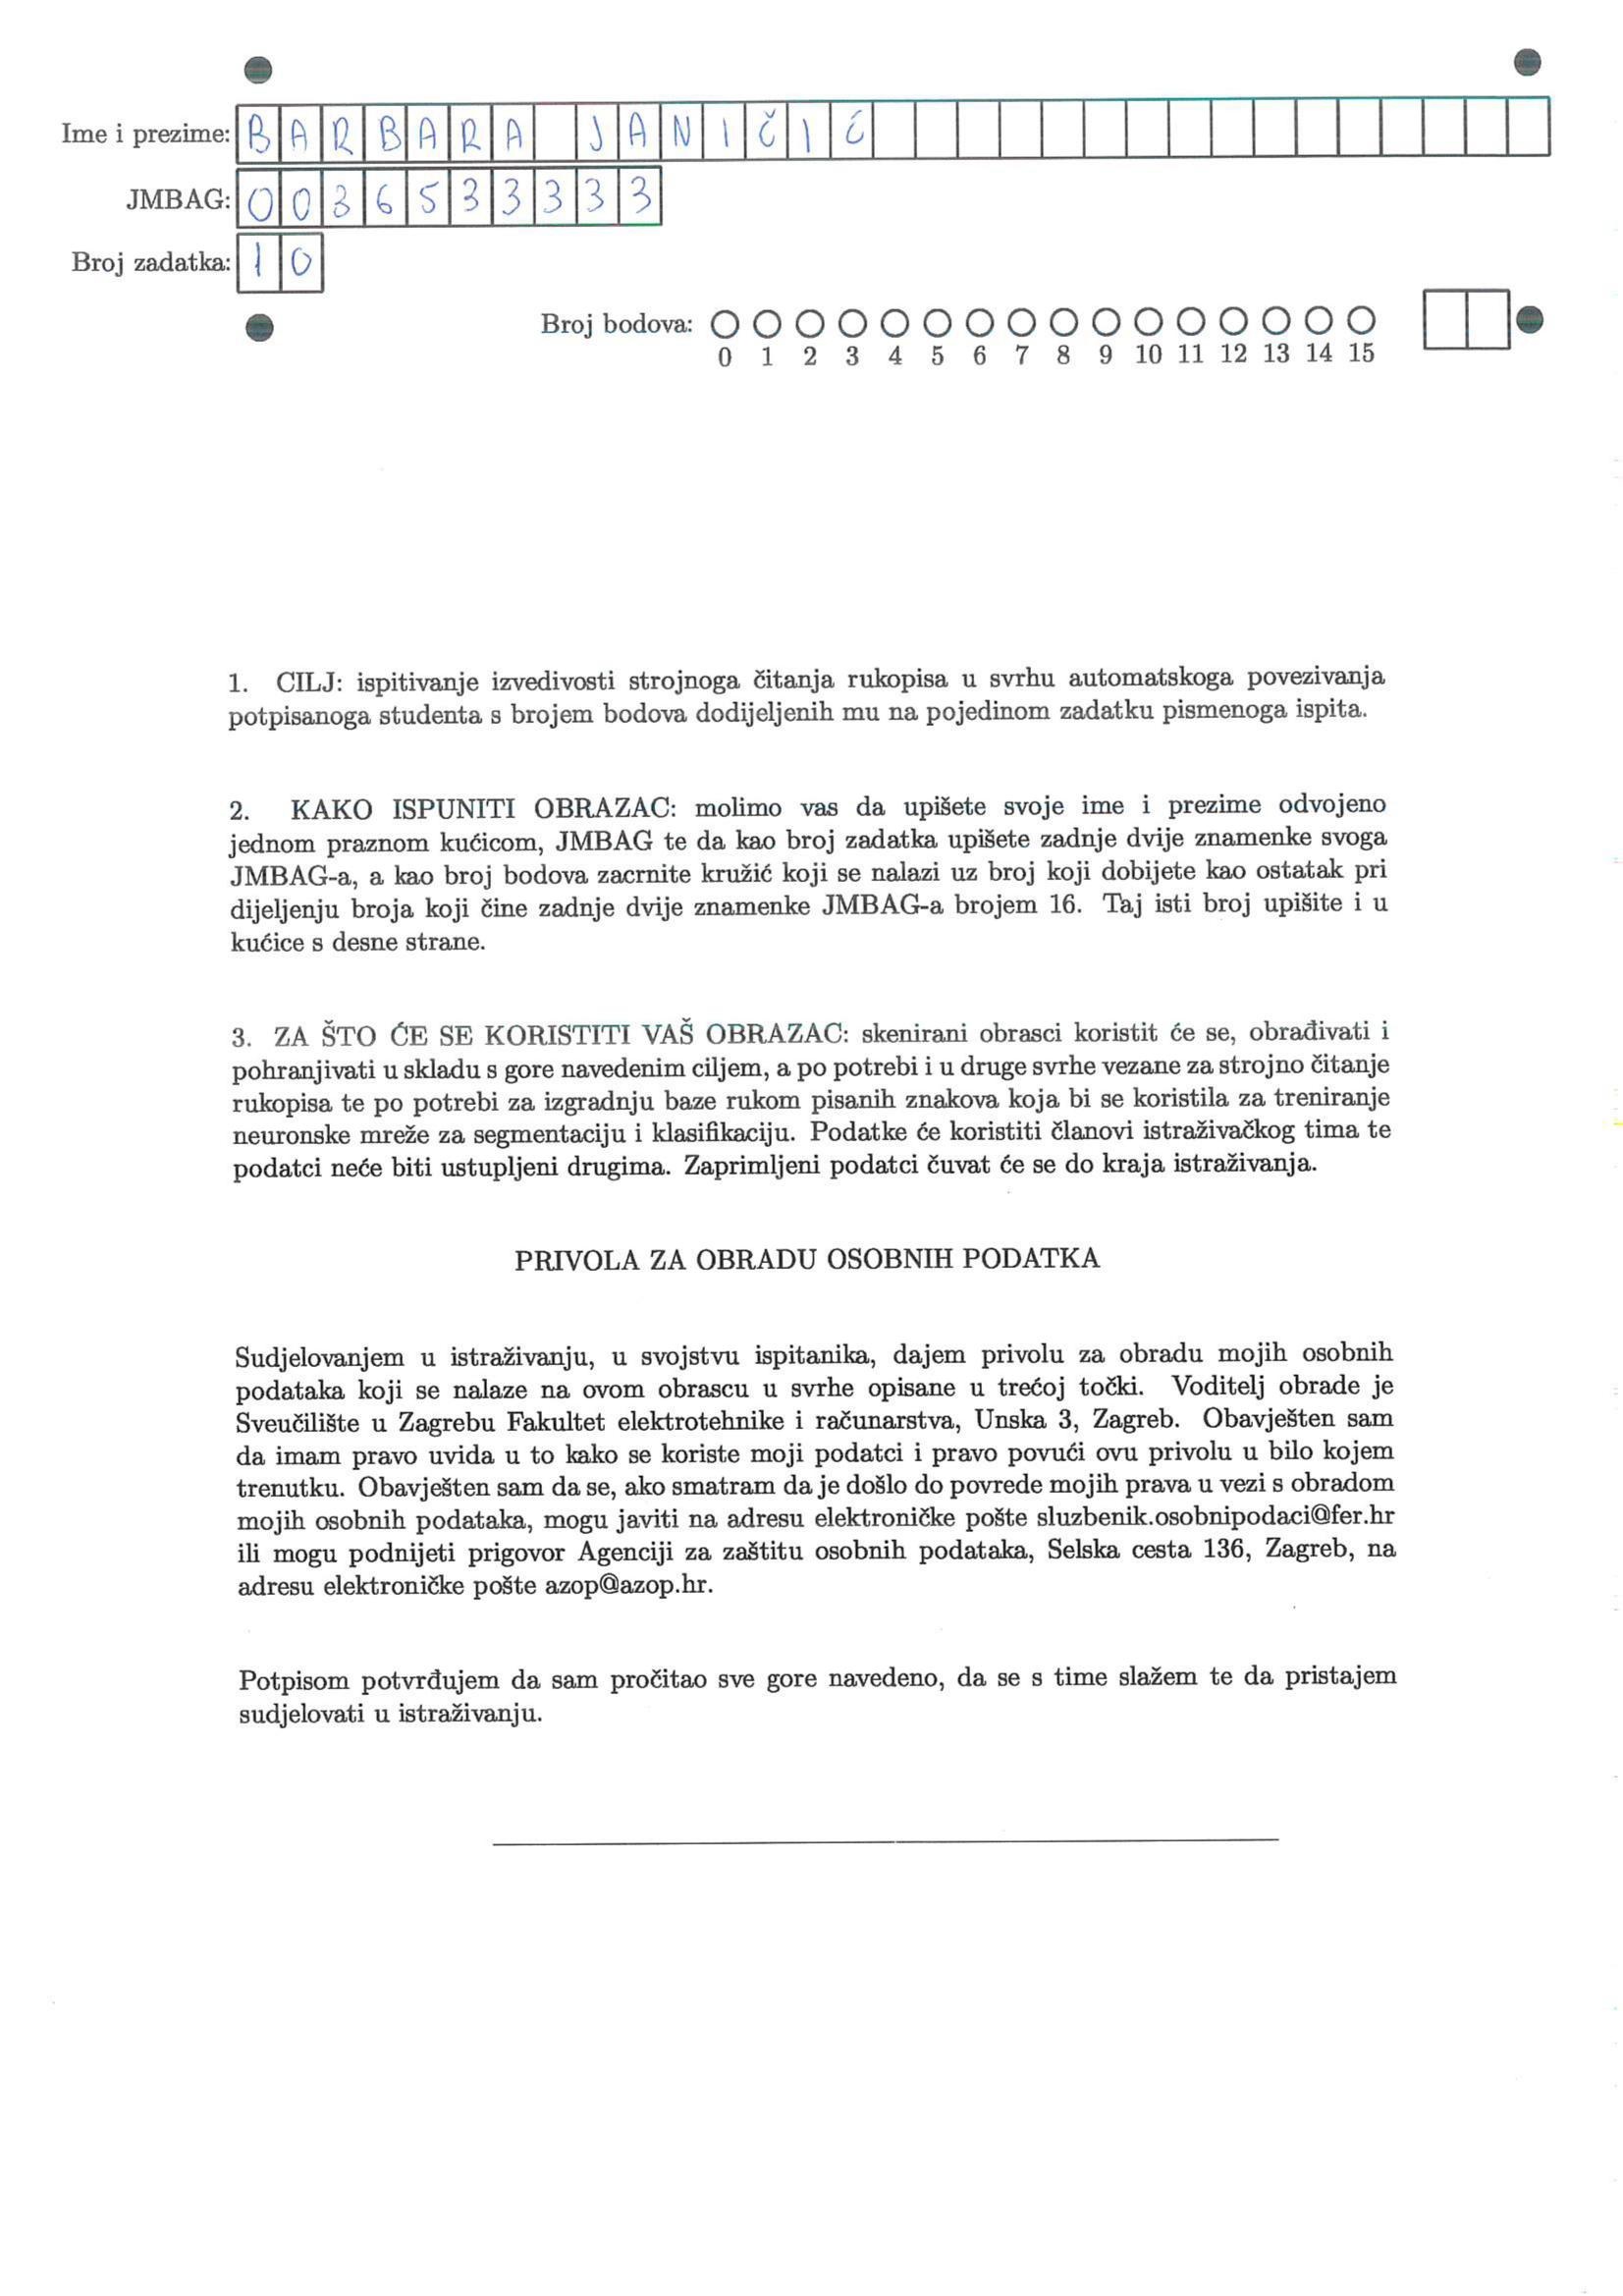 Ime i prezime: BARBARA JANIČIĆ
JMBAG: 0036533333
Broj zadatka: 10
Broj bodova:
0 1 2 3 4 5 6 7 8 9 10 11 12 13 14 15
1. CILJ: ispitivanje izvedivosti strojnoga čitanja rukopisa u svrhu automatskoga povezivanja
potpisanoga studenta s brojem bodova dodijeljenih mu na pojedinom zadatku pismenoga ispita.
2. KAKO ISPUNITI OBRAZAC: molimo vas da upišete svoje ime i prezime odvojeno
jednom praznom kućicom, JMBAG te da kao broj zadatka upišete zadnje dvije znamenke svoga
JMBAG-a, a kao broj bodova zacrnite kružić koji se nalazi uz broj koji dobijete kao ostatak pri
dijeljenju broja koji čine zadnje dvije znamenke JMBAG-a brojem 16. Taj isti broj upišite i u
kućice s desne strane.
3. ZA ŠTO ĆE SE KORISTITI VAŠ OBRAZAC: skenirani obrasci koristit će se, obrađivati i
pohranjivati u skladu s gore navedenim ciljem, a po potrebi i u druge svrhe vezane za strojno čitanje
rukopisa te po potrebi za izgradnju baze rukom pisanih znakova koja bi se koristila za treniranje
neuronske mreže za segmentaciju i klasifikaciju. Podatke će koristiti članovi istraživačkog tima te
podatci neće biti ustupljeni drugima. Zaprimljeni podatci čuvat će se do kraja istraživanja.
PRIVOLA ZA OBRADU OSOBNIH PODATKA
Sudjelovanjem u istraživanju, u svojstvu ispitanika, dajem privolu za obradu mojih osobnih
podataka koji se nalaze na ovom obrascu u svrhe opisane u trećoj točki. Voditelj obrade je
Sveučilište u Zagrebu Fakultet elektrotehnike i računarstva, Unska 3, Zagreb. Obavješten sam
da imam pravo uvida u to kako se koriste moji podatci i pravo povući ovu privolu u bilo kojem
trenutku. Obavješten sam da se, ako smatram da je došlo do povrede mojih prava u vezi s obradom
mojih osobnih podataka, mogu javiti na adresu elektroničke pošte sluzbenik.osobnipodaci@fer.hr
ili mogu podnijeti prigovor Agenciji za zaštitu osobnih podataka, Selska cesta 136, Zagreb, na
adresu elektroničke pošte azop@azop.hr.
Potpisom potvrđujem da sam pročitao sve gore navedeno, da se s time slažem te da pristajem
sudjelovati u istraživanju.